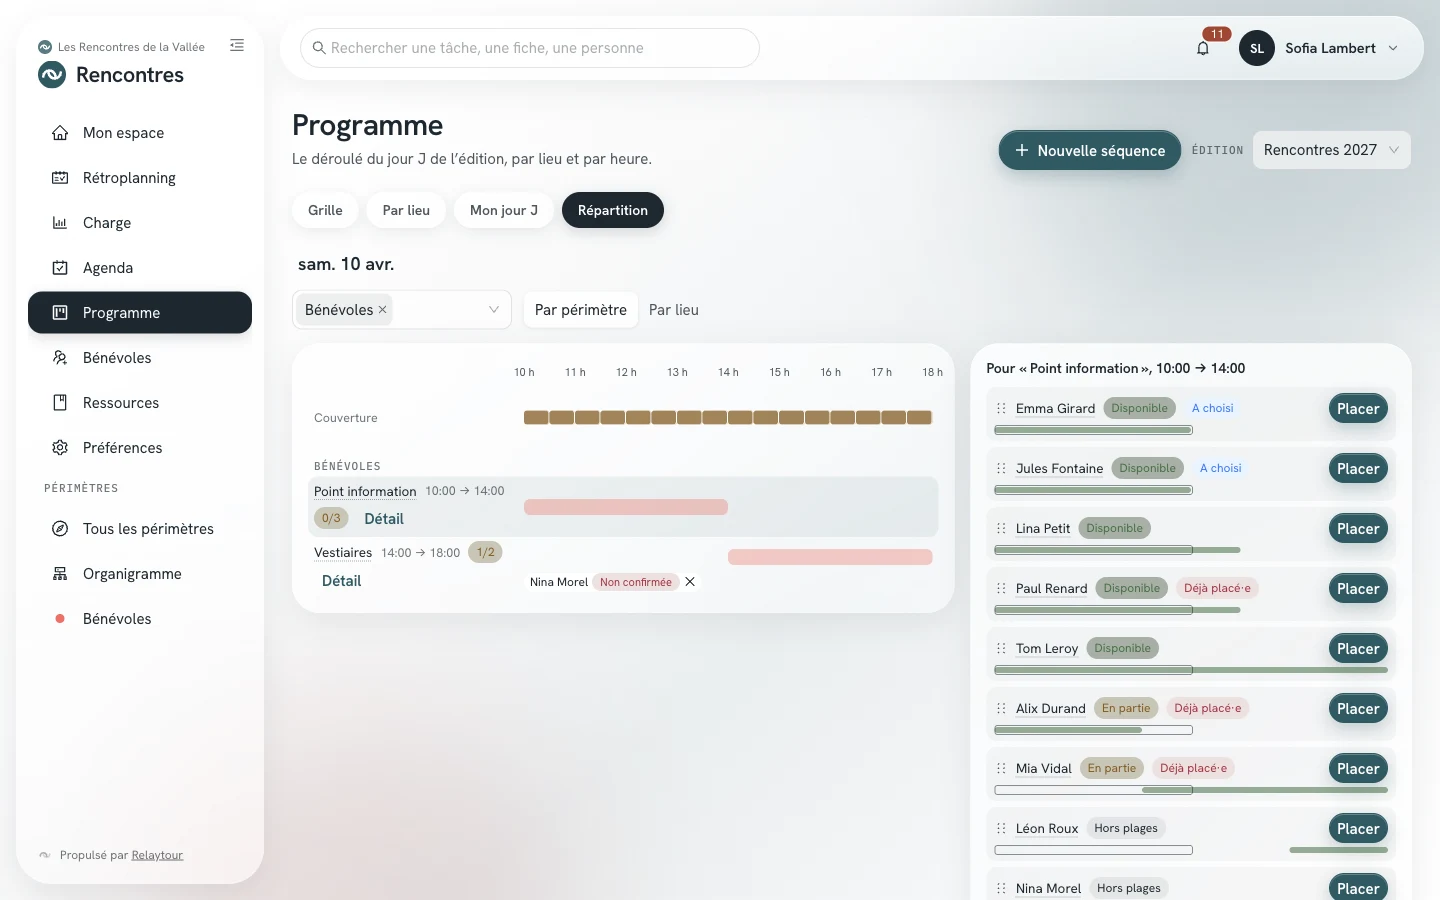 Les Rencontres de la Vallée
Rencontres
Mon espace
Rétroplanning
Charge
Agenda
Programme
Bénévoles
Ressources
Préférences
PÉRIMÈTRES
Tous les périmètres
Organigramme
Bénévoles
Propulsé par Relaytour
Rechercher une tâche, une fiche, une personne
11
SL
Sofia Lambert
Programme
Le déroulé du jour J de l’édition, par lieu et par heure.
Nouvelle séquence
ÉDITION
Rencontres 2027
Grille
Par lieu
Mon jour J
Répartition
sam. 10 avr.
Bénévoles
Par périmètre
Par lieu
10 h 11 h 12 h 13 h 14 h 15 h 16 h 17 h 18 h
Couverture
BÉNÉVOLES
Point information 10:00 → 14:00
0/3 Détail
Vestiaires 14:00 → 18:00 1/2
Détail
Nina Morel Non confirmée
Pour « Point information », 10:00 → 14:00
Emma Girard Disponible A choisi Placer
Jules Fontaine Disponible A choisi Placer
Lina Petit Disponible Placer
Paul Renard Disponible Déjà placé·e Placer
Tom Leroy Disponible Placer
Alix Durand En partie Déjà placé·e Placer
Mia Vidal En partie Déjà placé·e Placer
Léon Roux Hors plages Placer
Nina Morel Hors plages Placer